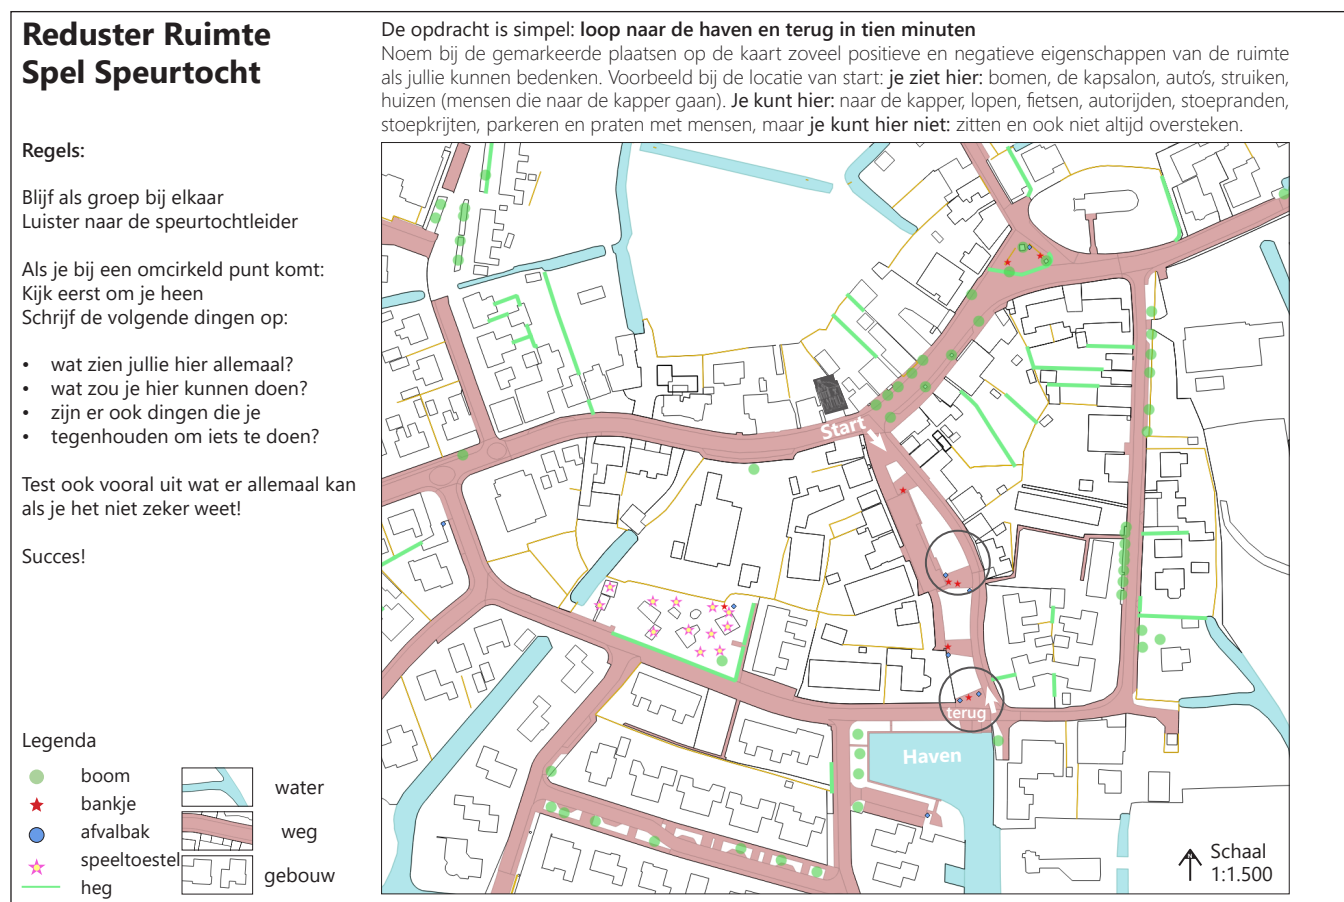 Reduster Ruimte
Spel Speurtocht
De opdracht is simpel: loop naar de haven en terug in tien minuten
Noem bij de gemarkeerde plaatsen op de kaart zoveel positieve en negatieve eigenschappen van de ruimte
als jullie kunnen bedenken. Voorbeeld bij de locatie van start: je ziet hier: bomen, de kapsalon, auto's, struiken,
huizen (mensen die naar de kapper gaan). Je kunt hier: naar de kapper, lopen, fietsen, autorijden, stoepranden,
stoepkrijten, parkeren en praten met mensen, maar je kunt hier niet: zitten en ook niet altijd oversteken.
Regels:
Blijf als groep bij elkaar
Luister naar de speurtochtleider
Als je bij een omcirkeld punt komt:
Kijk eerst om je heen
Schrijf de volgende dingen op:
• wat zien jullie hier allemaal?
• wat zou je hier kunnen doen?
• zijn er ook dingen die je
• tegenhouden om iets te doen?
Test ook vooral uit wat er allemaal kan
als je het niet zeker weet!
Succes!
Start
terug
Haven
Legenda
boom
bankje
afvalbak
speeltoestel
heg
water
weg
gebouw
Schaal
1:1.500